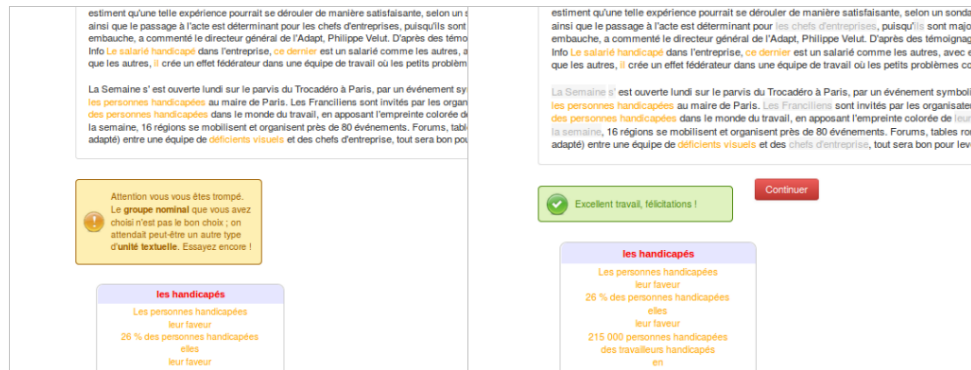 estiment qu'une telle expérience pourrait se dérouler de manière satisfaisante, selon un
ainsi que le passage à l'acte est déterminant pour les chefs d'entreprises, puisqu'ils sont
embauche, a commenté le directeur général de l'Adapt, Philippe Velut. D'après des
Info Le salarié handicapé dans l'entreprise, ce dernier est un salarié comme les autres,
que les autres, il crée un effet fédérateur dans une équipe de travail où les petits
La Semaine s' est ouverte lundi sur le parvis du Trocadéro à Paris, par un événement
les personnes handicapées au maire de Paris. Les Franciliens sont invités par les
des personnes handicapées dans le monde du travail, en apposant l'empreinte colorée
la semaine, 16 régions se mobilisent et organisent près de 80 événements. Forums,
adapté) entre une équipe de déficients visuels et des chefs d'entreprise, tout sera bon
Attention vous vous êtes trompé.
Le groupe nominal que vous avez
choisi n'est pas le bon choix ; on
attendait peut-être un autre type
d'unité textuelle. Essayez encore !
les handicapés
Les personnes handicapées
leur faveur
26 % des personnes handicapées
elles
leur faveur
estiment qu'une telle expérience pourrait se dérouler de manière satisfaisante, selon un
ainsi que le passage à l'acte est déterminant pour les chefs d'entreprises, puisqu'ils sont
embauche, a commenté le directeur général de l'Adapt, Philippe Velut. D'après des
Info Le salarié handicapé dans l'entreprise, ce dernier est un salarié comme les autres, avec
que les autres, il crée un effet fédérateur dans une équipe de travail où les petits problèmes
La Semaine s' est ouverte lundi sur le parvis du Trocadéro à Paris, par un événement
les personnes handicapées au maire de Paris. Les Franciliens sont invités par les
des personnes handicapées dans le monde du travail, en apposant l'empreinte colorée de
la semaine, 16 régions se mobilisent et organisent près de 80 événements. Forums, tables
adapté) entre une équipe de déficients visuels et des chefs d'entreprise, tout sera bon pour
Continuer
Excellent travail, félicitations !
les handicapés
Les personnes handicapées
leur faveur
26 % des personnes handicapées
elles
leur faveur
215 000 personnes handicapées
des travailleurs handicapés
en